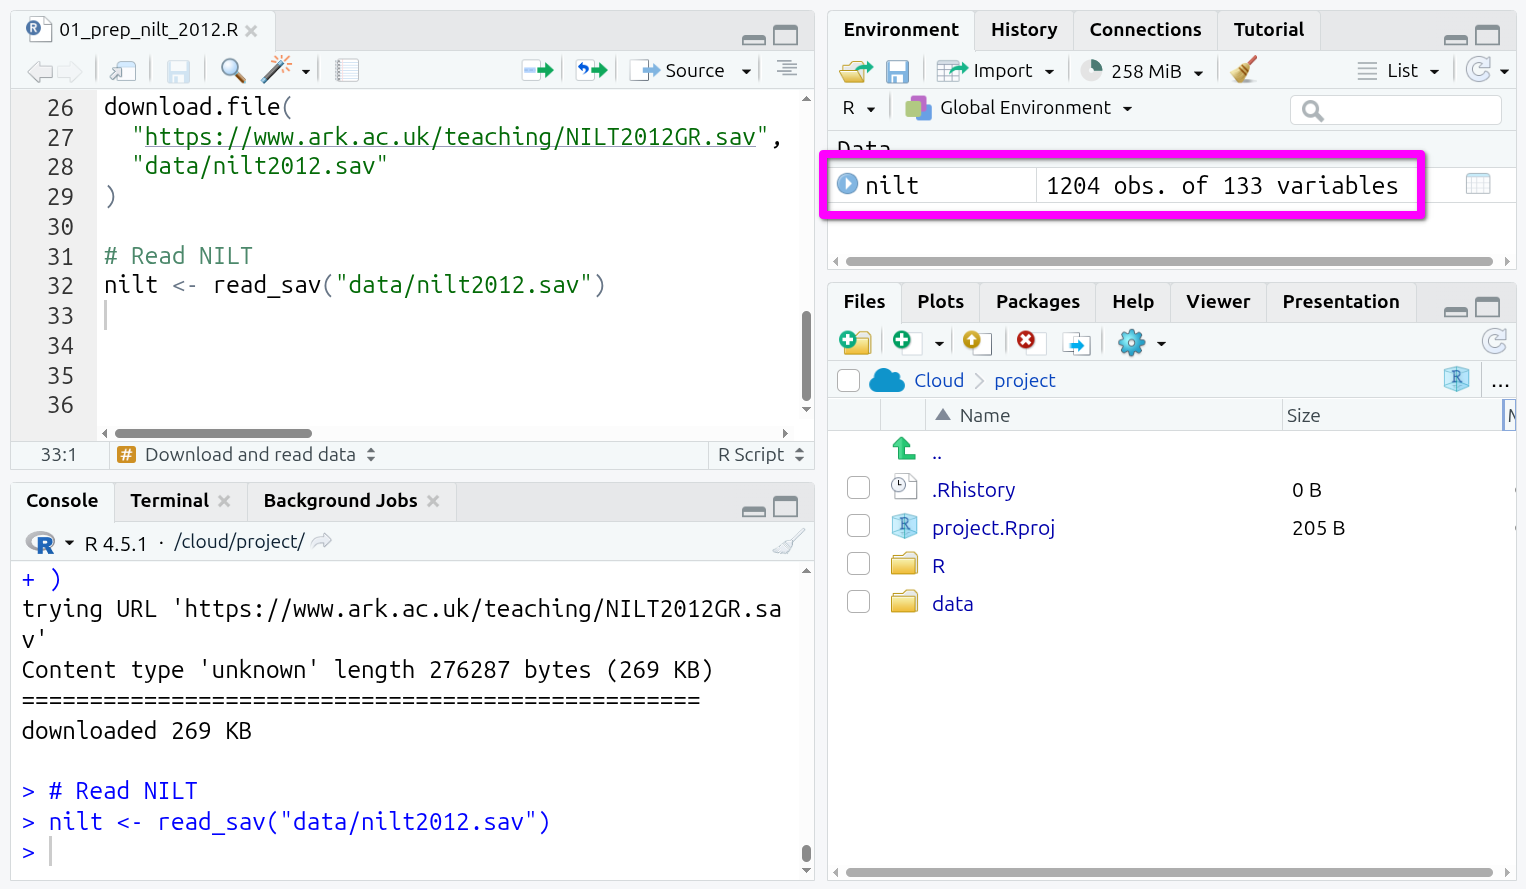 01_prep_nilt_2012.R
Source
26 download.file(
27 "https://www.ark.ac.uk/teaching/NILT2012GR.sav",
28 "data/nilt2012.sav"
29 )
30
31 # Read NILT
32 nilt <- read_sav("data/nilt2012.sav")
33
34
35
36
33:1 # Download and read data R Script
Console Terminal Background Jobs
R R 4.5.1 · /cloud/project/
+ )
trying URL 'https://www.ark.ac.uk/teaching/NILT2012GR.sa
v'
Content type 'unknown' length 276287 bytes (269 KB)
==================================================
downloaded 269 KB
> # Read NILT
> nilt <- read_sav("data/nilt2012.sav")
>
Environment History Connections Tutorial
Import 258 MiB List
R Global Environment
Data
nilt 1204 obs. of 133 variables
Files Plots Packages Help Viewer Presentation
Cloud project R ...
Name Size
..
.Rhistory 0 B
project.Rproj 205 B
R
data